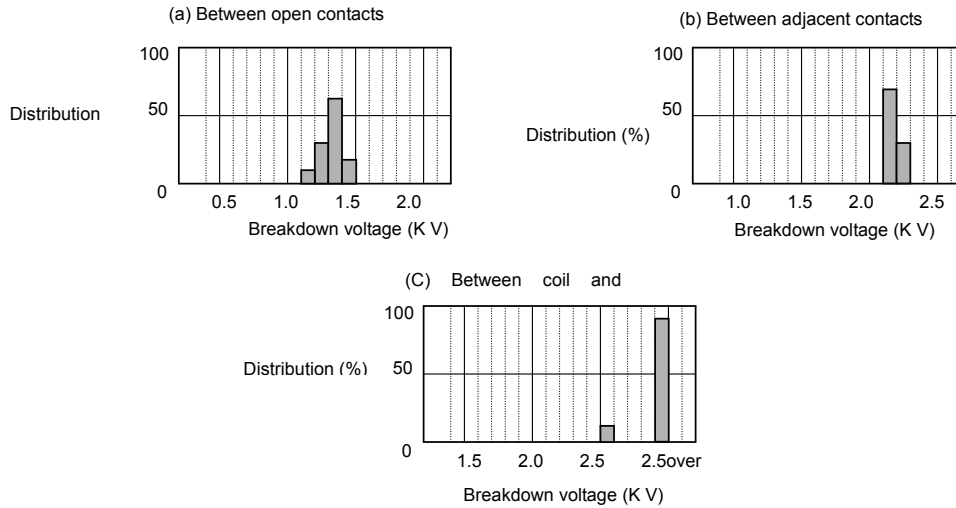 (a) Between open contacts
100
Distribution
50
0
0.5 1.0 1.5 2.0
Breakdown voltage (K V)
(b) Between adjacent contacts
100
50
Distribution (%)
0
1.0 1.5 2.0 2.5
Breakdown voltage (K V)
(C) Between coil and
100
50
Distribution (%)
0
1.5 2.0 2.5 2.5over
Breakdown voltage (K V)